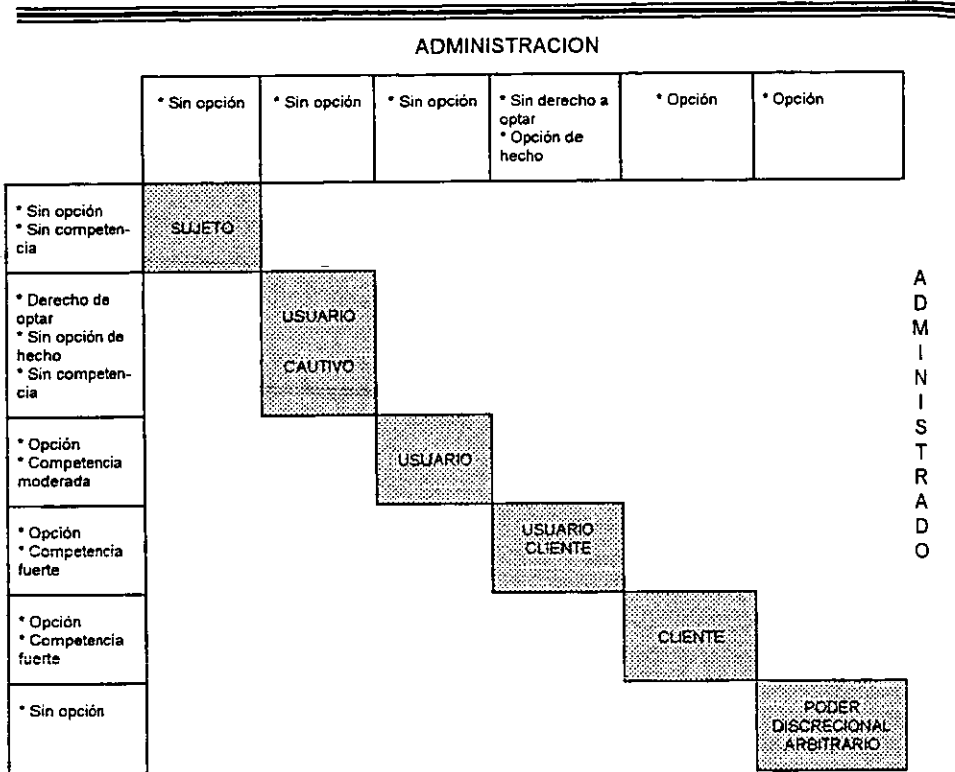 ADMINISTRACION
* Sin opción
* Sin opción
* Sin opción
* Sin derecho a
optar
* Opción de
hecho
* Opción
* Opción
* Sin opción
* Sin competen-
cia
SUJETO
* Derecho de
optar
* Sin opción de
hecho
* Sin competen-
cia
USUARIO
CAUTIVO
* Opción
* Competencia
moderada
USUARIO
* Opción
* Competencia
fuerte
USUARIO
CLIENTE
* Opción
* Competencia
fuerte
CLIENTE
* Sin opción
PODER
DISCRECIONAL
ARBITRARIO
ADMINISTRADO